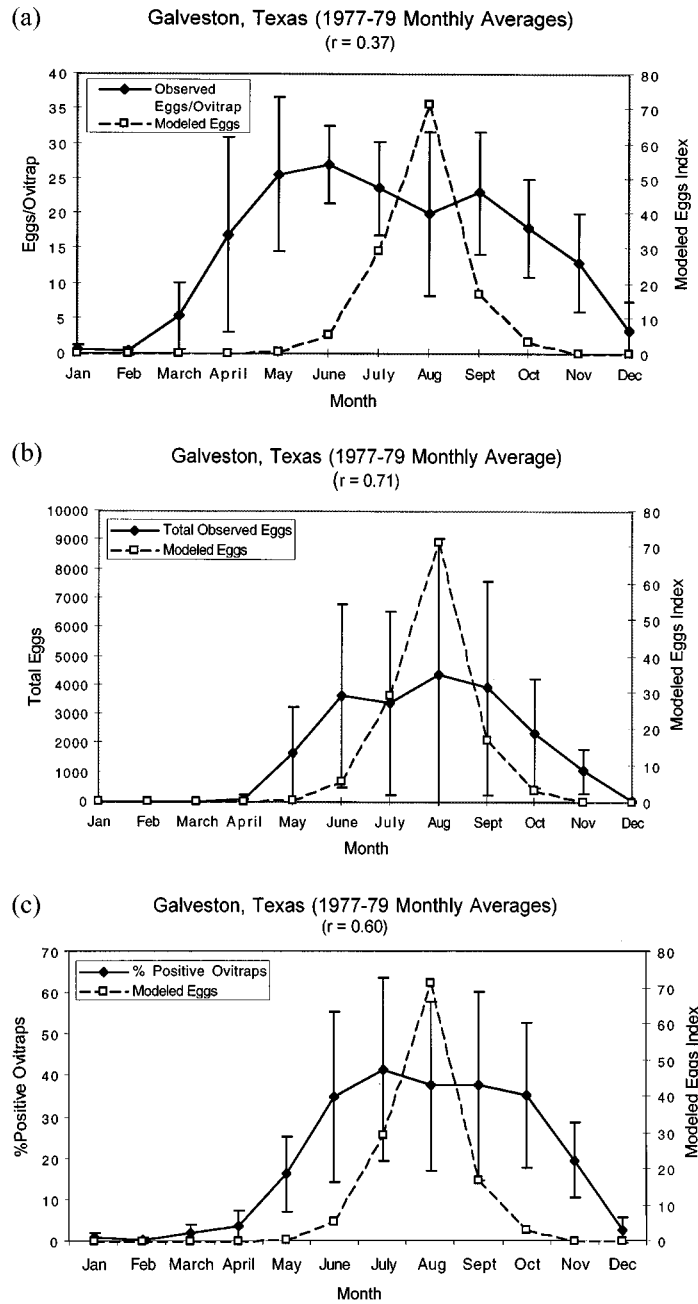 (a)
Galveston, Texas (1977-79 Monthly Averages)
(r = 0.37)
40
35
30
25
20
15
10
5
0
Eggs/Ovitrap
Observed
Eggs/Ovitrap
Modeled Eggs
80
70
60
50
40
30
20
10
0
Modeled Eggs Index
Jan Feb March April May June July Aug Sept Oct Nov Dec
Month
(b)
Galveston, Texas (1977-79 Monthly Average)
(r = 0.71)
10000
9000
8000
7000
6000
5000
4000
3000
2000
1000
0
Total Eggs
Total Observed Eggs
Modeled Eggs
80
70
60
50
40
30
20
10
0
Modeled Eggs Index
Jan Feb March April May June July Aug Sept Oct Nov Dec
Month
(c)
Galveston, Texas (1977-79 Monthly Averages)
(r = 0.60)
70
60
50
40
30
20
10
0
%Positive Ovitraps
% Positive Ovitraps
Modeled Eggs
80
70
60
50
40
30
20
10
0
Modeled Eggs Index
Jan Feb March April May June July Aug Sept Oct Nov Dec
Month